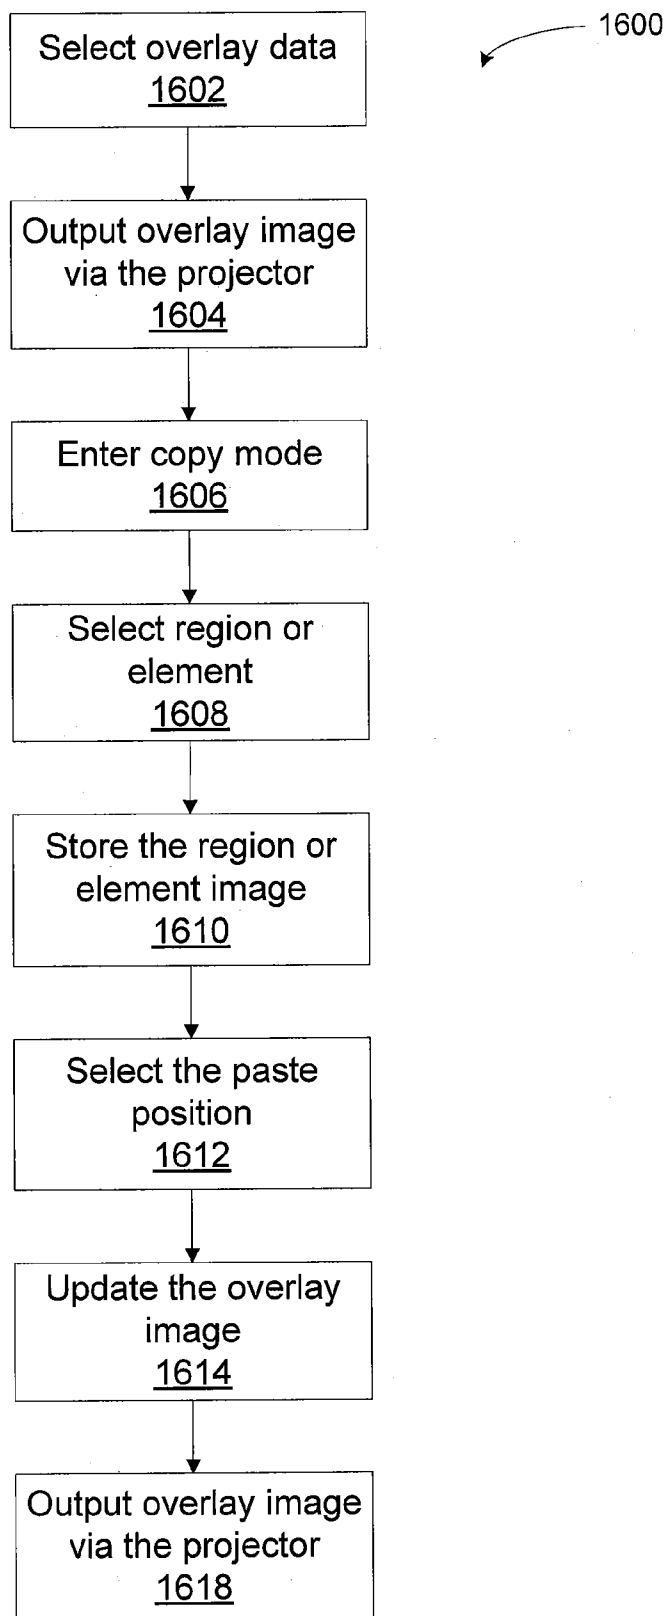 1600
Select overlay data
1602
Output overlay image
via the projector
1604
Enter copy mode
1606
Select region or
element
1608
Store the region or
element image
1610
Select the paste
position
1612
Update the overlay
image
1614
Output overlay image
via the projector
1618